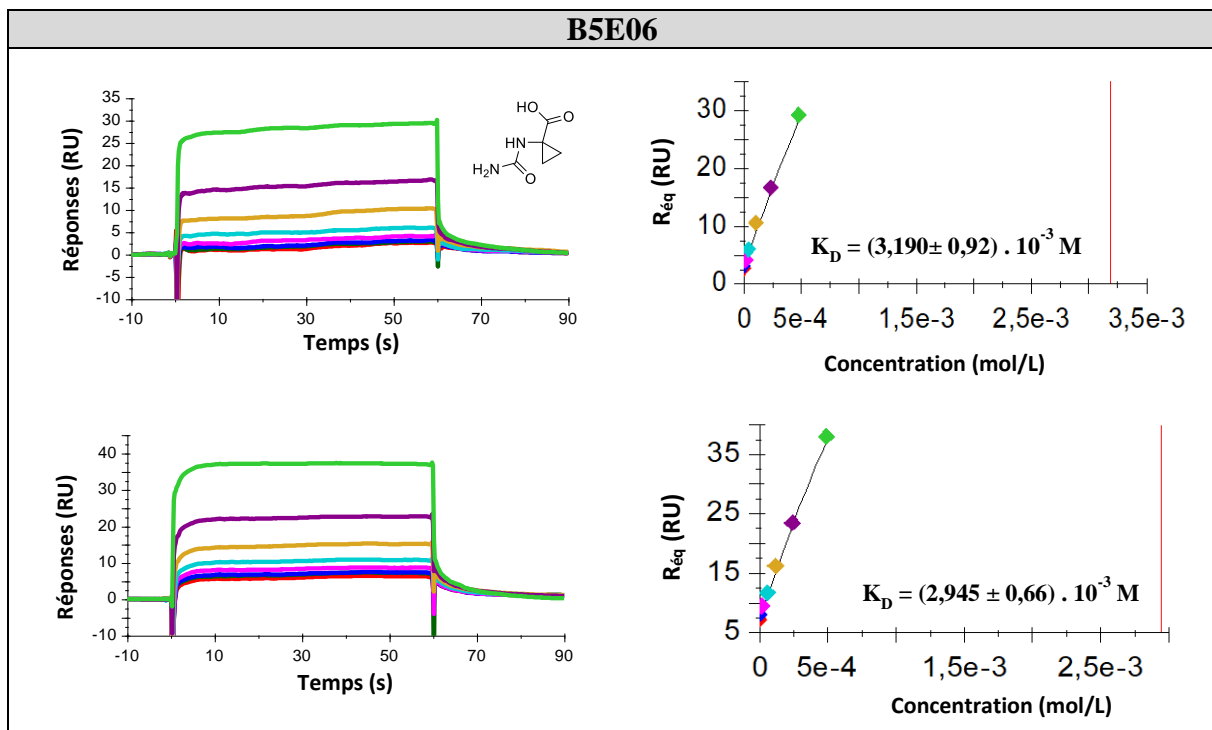 B5E06
35
30
25
20
15
10
5
0
-5
-10
-10 10 30 50 70 90
Réponses (RU)
Temps (s)
HO
O
NH
H2N
O
30
20
10
0
0 5e-4 1,5e-3 2,5e-3 3,5e-3
Réq (RU)
KD = (3,190± 0,92) . 10-3 M
Concentration (mol/L)
40
30
20
10
0
-10
-10 10 30 50 70 90
Réponses (RU)
Temps (s)
35
25
15
5
0 5e-4 1,5e-3 2,5e-3
Réq (RU)
KD = (2,945 ± 0,66) . 10-3 M
Concentration (mol/L)